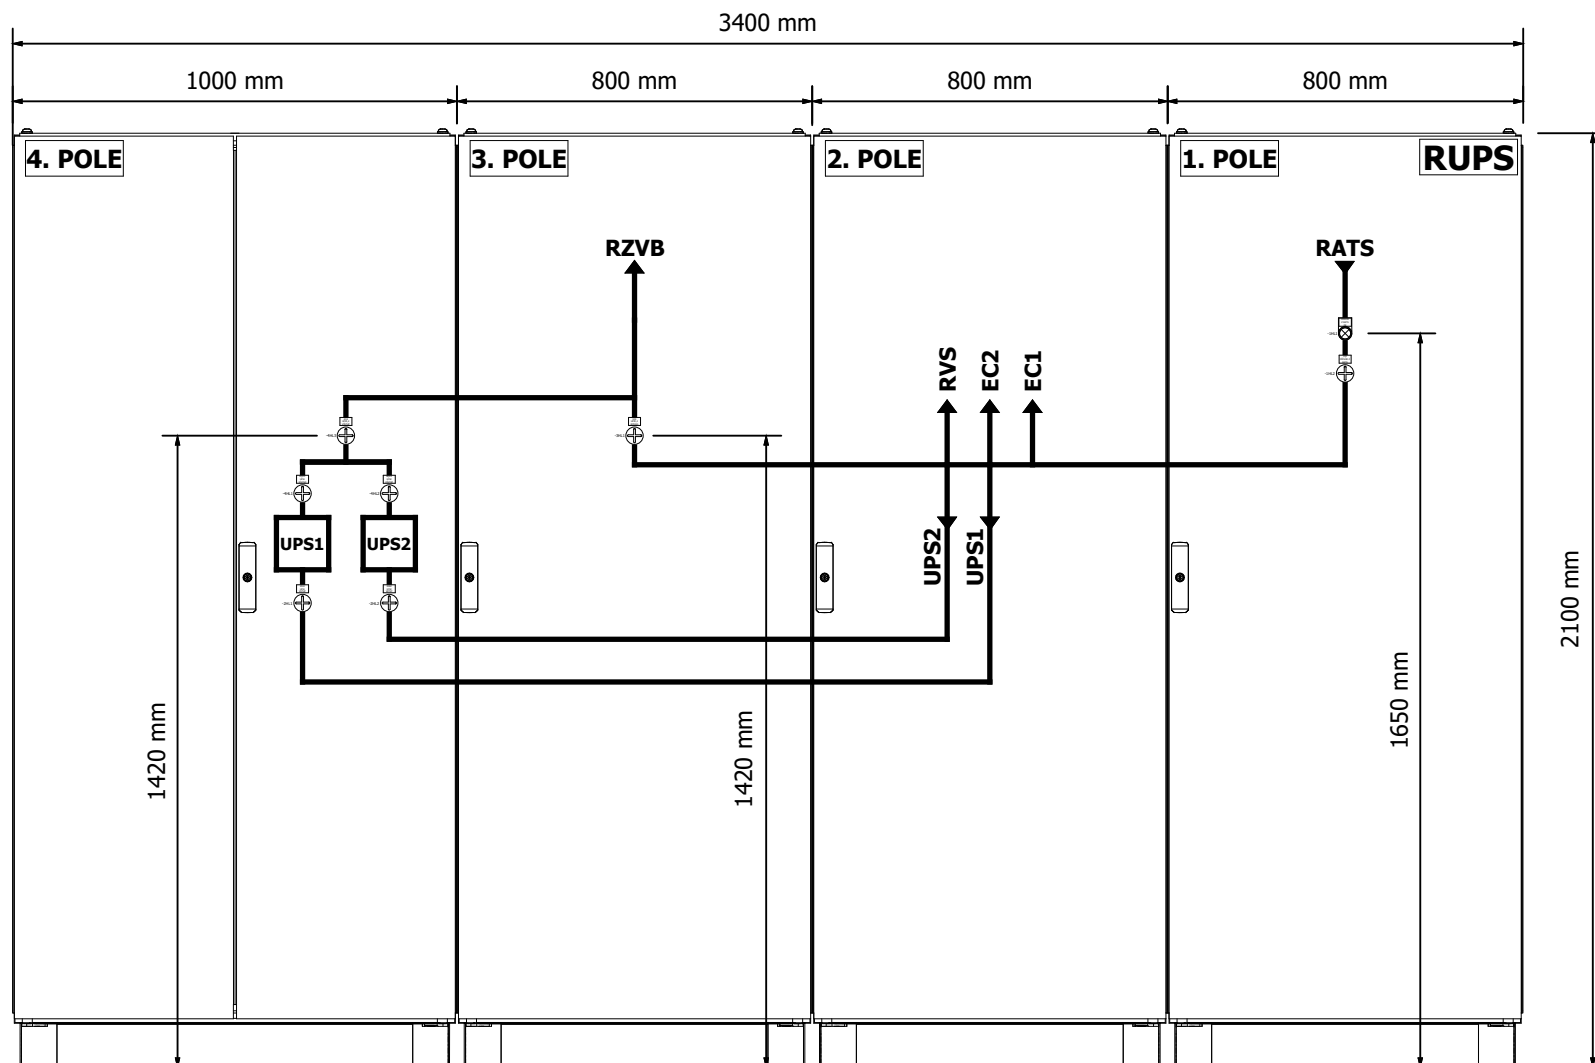 3400 mm
1000 mm
800 mm
800 mm
800 mm
4. POLE
3. POLE
2. POLE
1. POLE
RUPS
RZVB
RATS
RVS
EC2
EC1
UPS1
UPS2
UPS2
UPS1
1420 mm
1420 mm
1650 mm
2100 mm